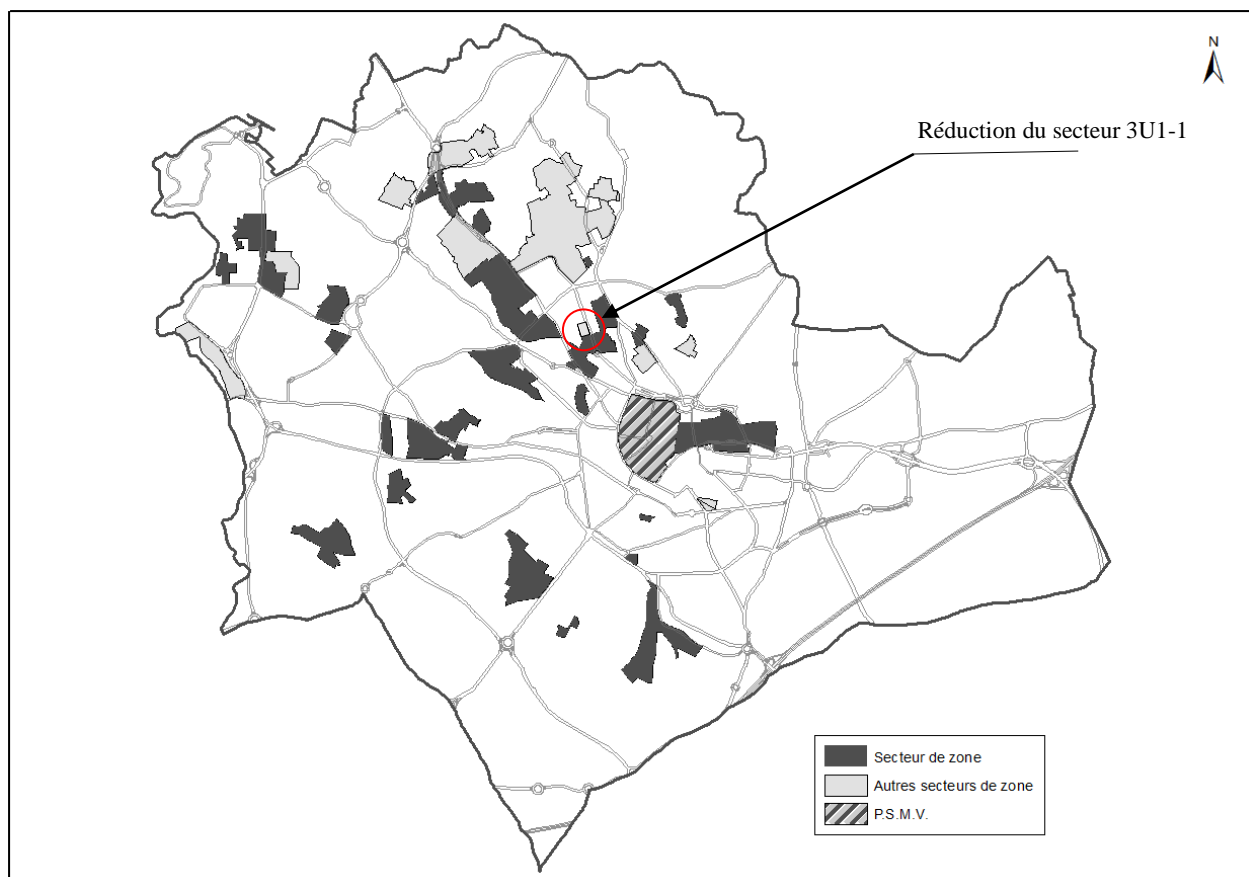 N
Réduction du secteur 3U1-1
Secteur de zone
Autres secteurs de zone
P.S.M.V.